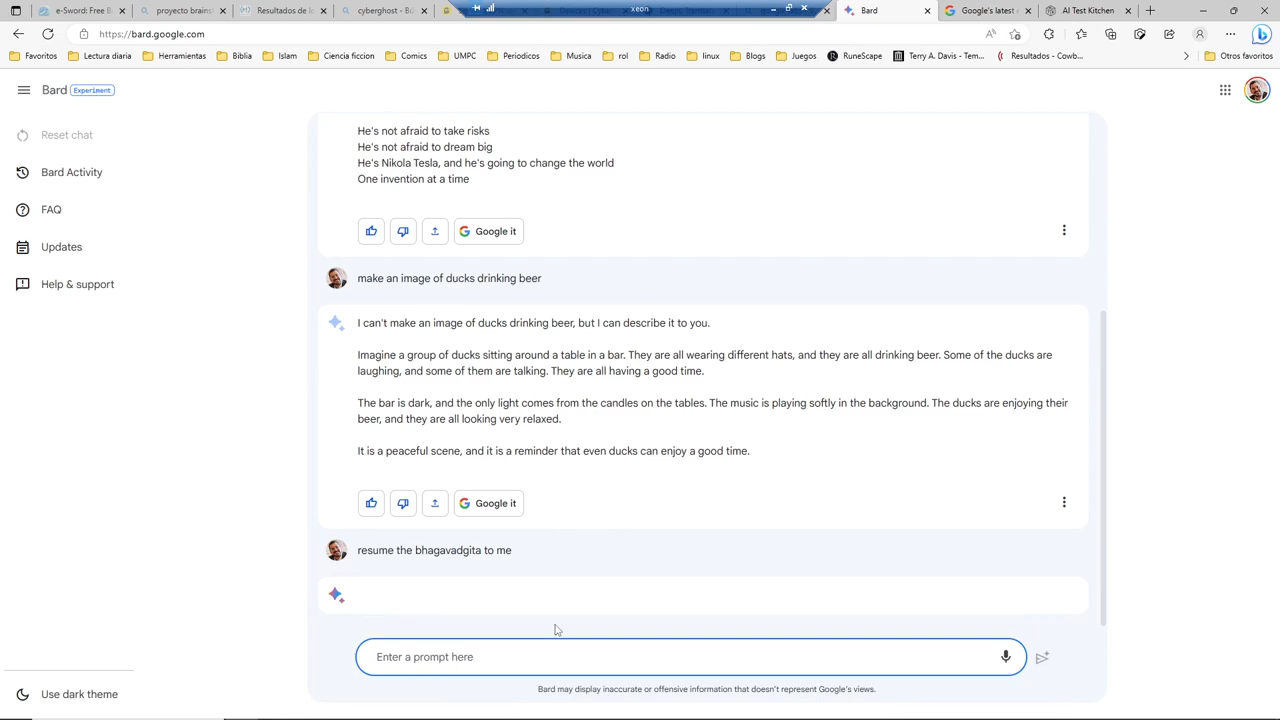 e-Sword: Free B
proyecto brains
Resultados de l
cyberghost - Bú
xeon
Bard
Google's latest
AI Test Kitchen
https://bard.google.com
Favoritos
Lectura diaria
Herramientas
Biblia
Islam
Ciencia ficcion
Comics
UMPC
Periodicos
Musica
rol
Radio
linux
Blogs
Juegos
RuneScape
Terry A. Davis - Tem...
Resultados - Cowb...
Otros favoritos
Bard Experiment
Reset chat
Bard Activity
FAQ
Updates
Help & support
He's not afraid to take risks
He's not afraid to dream big
He's Nikola Tesla, and he's going to change the world
One invention at a time
Google it
make an image of ducks drinking beer
I can't make an image of ducks drinking beer, but I can describe it to you.
Imagine a group of ducks sitting around a table in a bar. They are all wearing different hats, and they are all drinking beer. Some of the ducks are
laughing, and some of them are talking. They are all having a good time.
The bar is dark, and the only light comes from the candles on the tables. The music is playing softly in the background. The ducks are enjoying their
beer, and they are all looking very relaxed.
It is a peaceful scene, and it is a reminder that even ducks can enjoy a good time.
Google it
resume the bhagavadgita to me
Enter a prompt here
Bard may display inaccurate or offensive information that doesn't represent Google's views.
Use dark theme